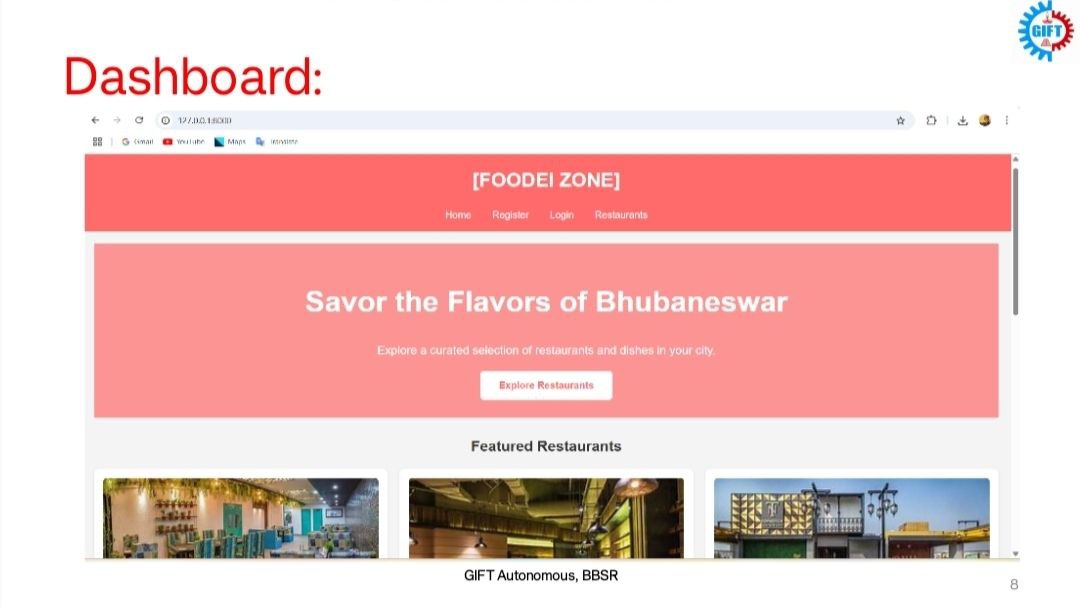 GIFT
Dashboard:
127.0.0.1:8000
Gmail YouTube Maps Translate
[FOODEI ZONE]
Home Register Login Restaurants
Savor the Flavors of Bhubaneswar
Explore a curated selection of restaurants and dishes in your city.
Explore Restaurants
Featured Restaurants
GIFT Autonomous, BBSR
8